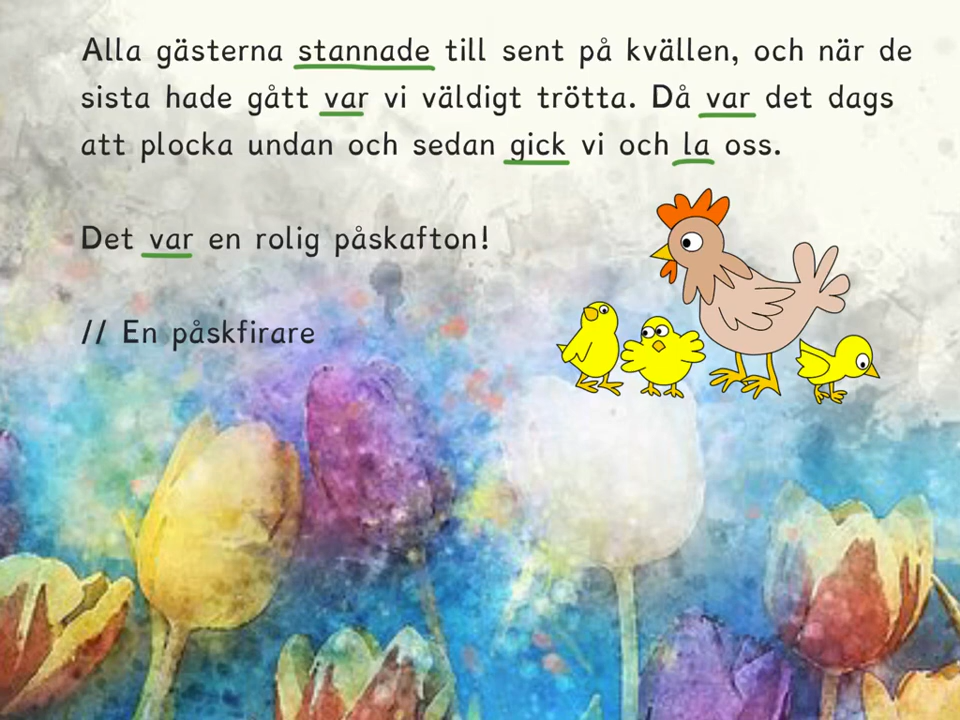 Alla gästerna stannade till sent på kvällen, och när de
sista hade gått var vi väldigt trötta. Då var det dags
att plocka undan och sedan gick vi och la oss.
Det var en rolig påskafton!
// En påskfirare